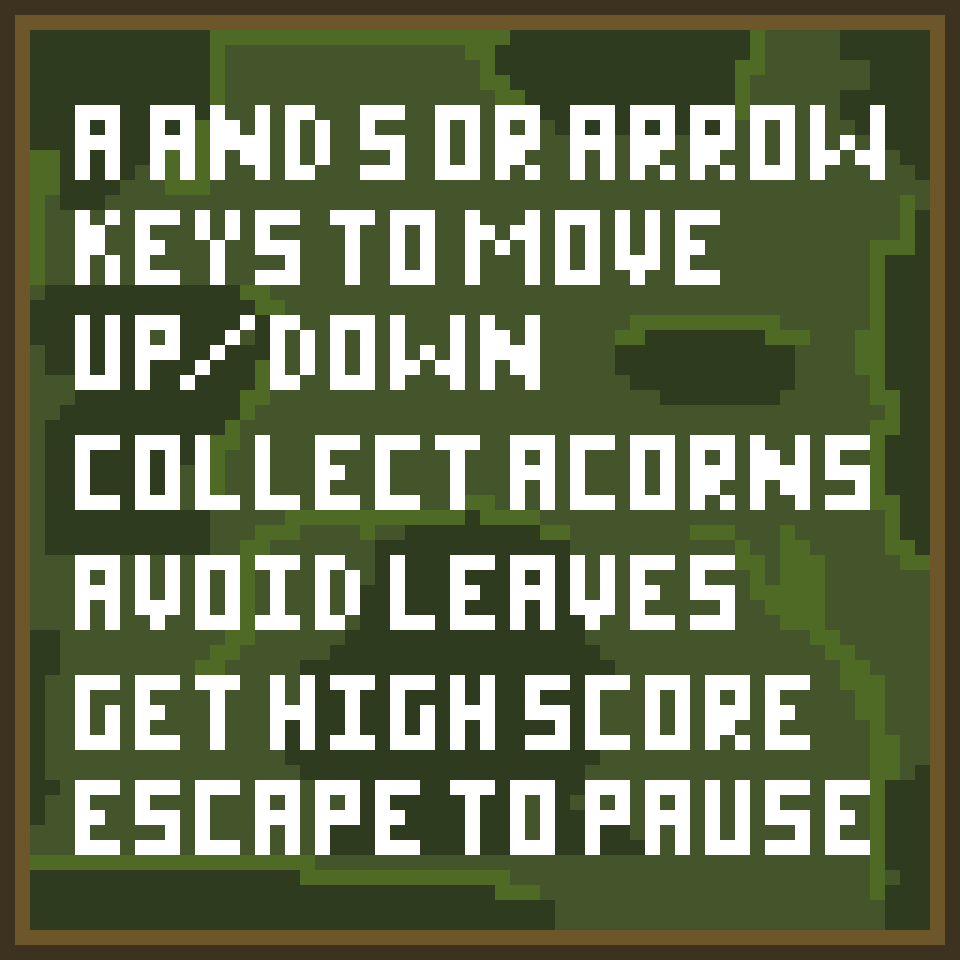 A AND S OR ARROW
KEYS TO MOVE
UP/DOWN
COLLECT ACORNS
AVOID LEAVES
GET HIGH SCORE
ESCAPE TO PAUSE